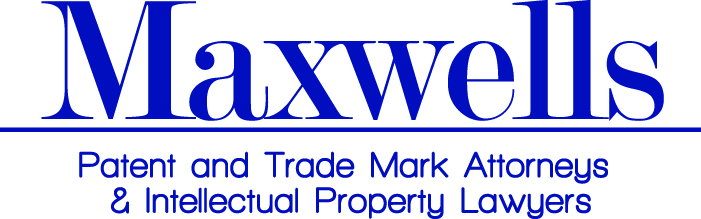 Maxwells
Patent and Trade Mark Attorneys
& Intellectual Property Lawyers